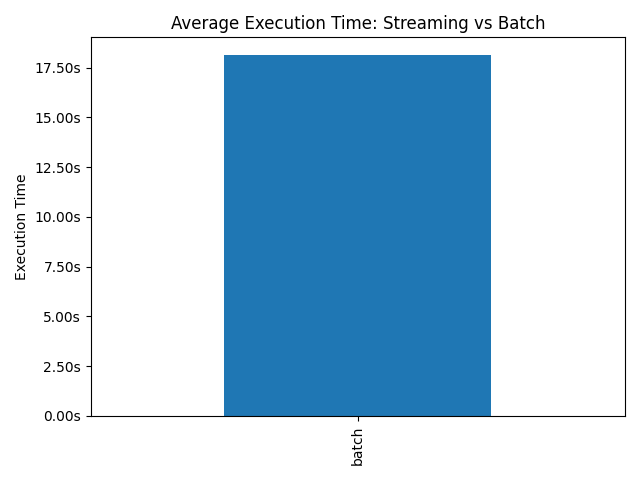 Average Execution Time: Streaming vs Batch
17.50s
15.00s
12.50s
10.00s
7.50s
5.00s
2.50s
0.00s
Execution Time
batch